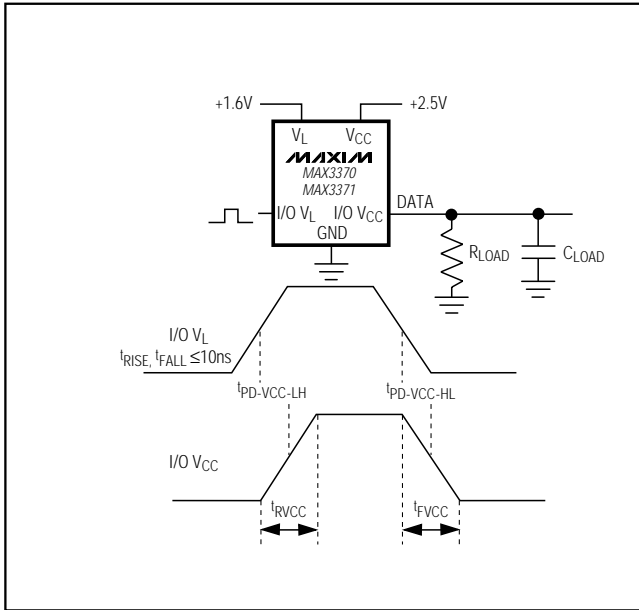 +1.6V
+2.5V
VL
VCC
MAXIM
MAX3370
MAX3371
I/O VL
I/O VCC
DATA
GND
RLOAD
CLOAD
I/O VL
tRISE, tFALL ≤10ns
tPD-VCC-LH
tPD-VCC-HL
I/O VCC
tRVCC
tFVCC